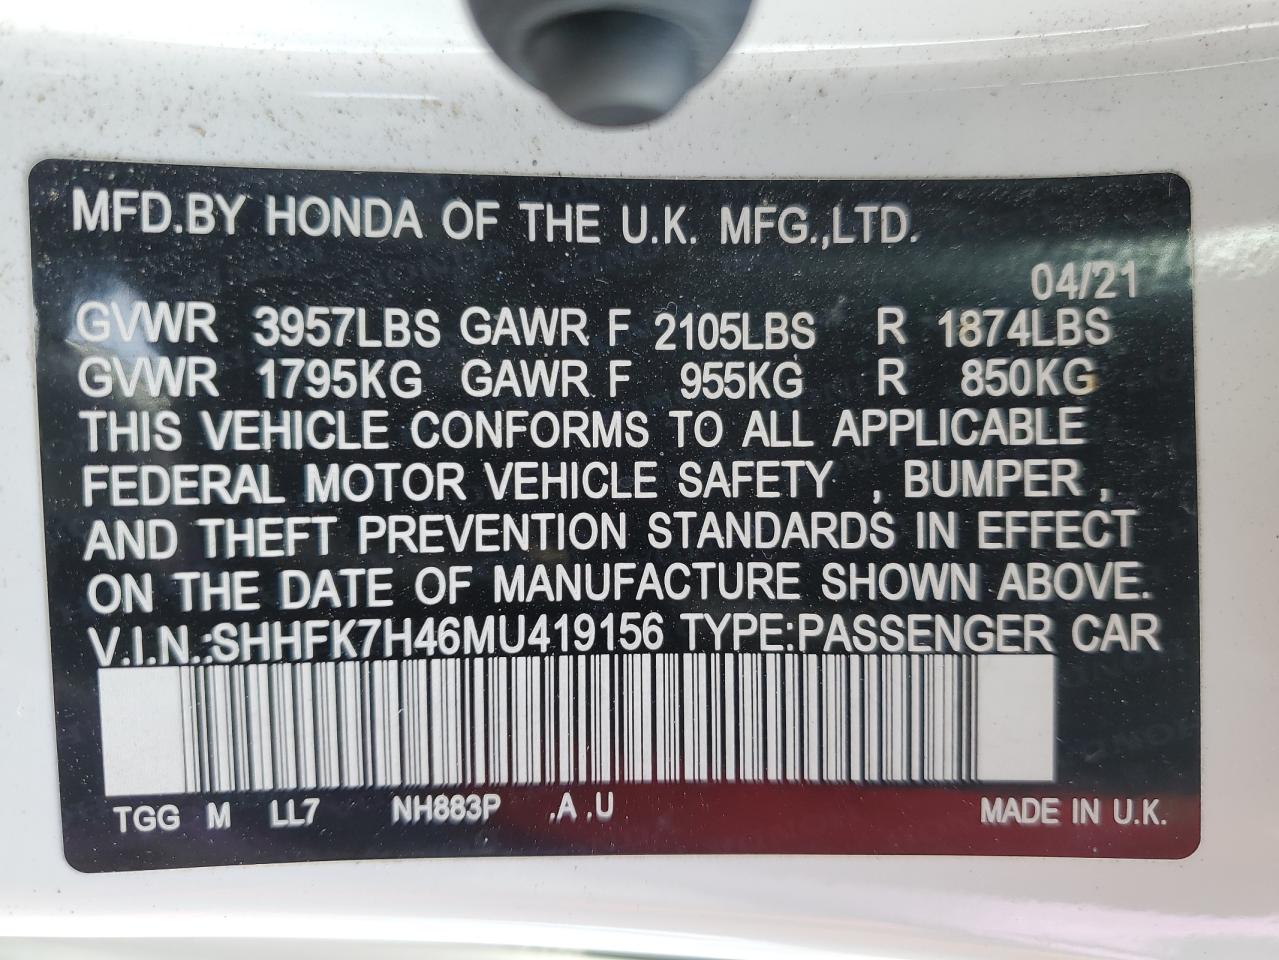 MFD.BY HONDA OF THE U.K. MFG.,LTD.
04/21
GVWR 3957LBS GAWR F 2105LBS R 1874LBS
GVWR 1795KG GAWR F 955KG R 850KG
THIS VEHICLE CONFORMS TO ALL APPLICABLE
FEDERAL MOTOR VEHICLE SAFETY , BUMPER ,
AND THEFT PREVENTION STANDARDS IN EFFECT
ON THE DATE OF MANUFACTURE SHOWN ABOVE.
V.I.N.:SHHFK7H46MU419156 TYPE:PASSENGER CAR
TGG M LL7 NH883P ,A ,U MADE IN U.K.